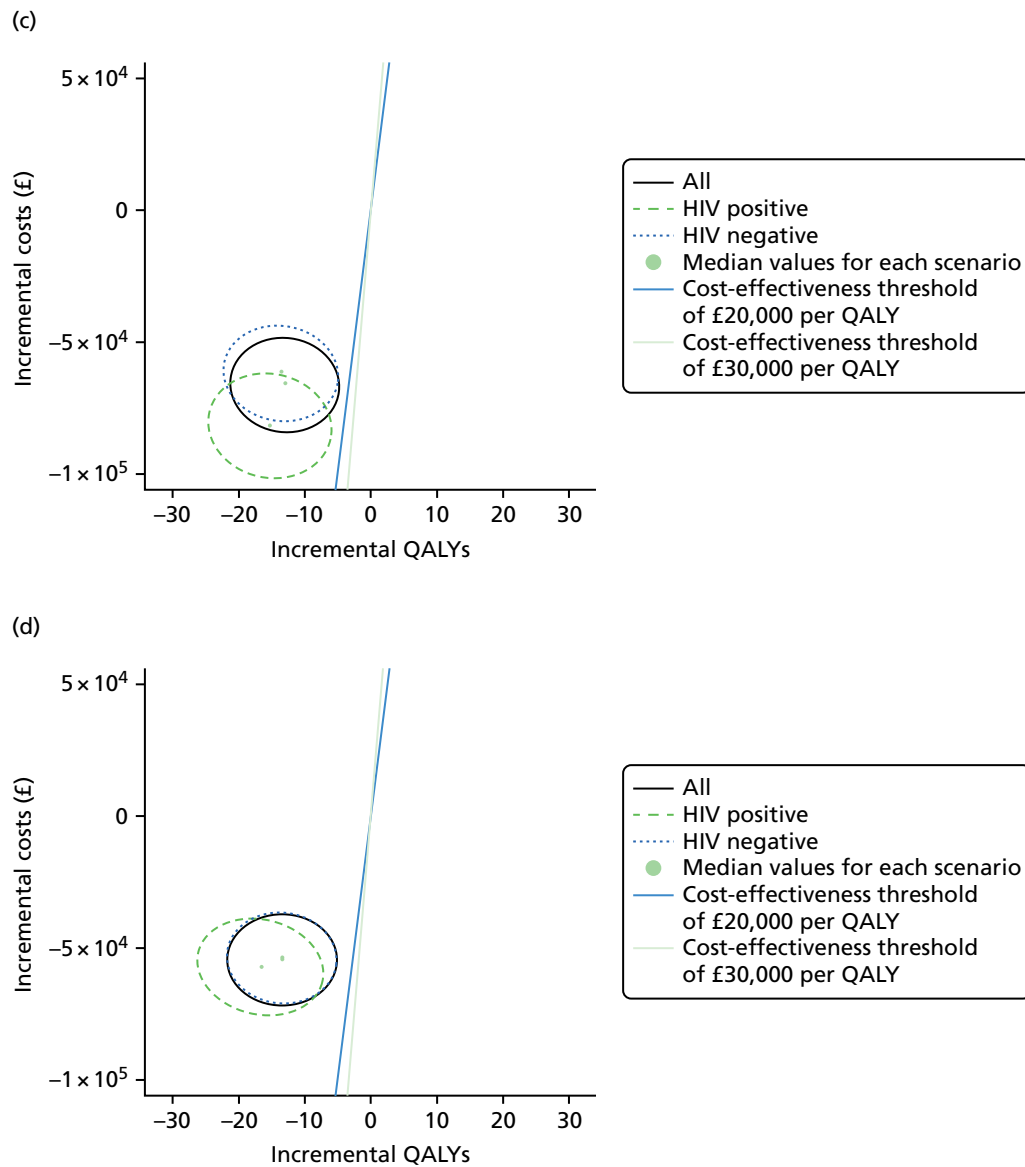 (c)
5 × 10⁴
0
−5 × 10⁴
−1 × 10⁵
Incremental costs (£)
−30 −20 −10 0 10 20 30
Incremental QALYs
All
HIV positive
HIV negative
Median values for each scenario
Cost-effectiveness threshold
of £20,000 per QALY
Cost-effectiveness threshold
of £30,000 per QALY
(d)
5 × 10⁴
0
−5 × 10⁴
−1 × 10⁵
Incremental costs (£)
−30 −20 −10 0 10 20 30
Incremental QALYs
All
HIV positive
HIV negative
Median values for each scenario
Cost-effectiveness threshold
of £20,000 per QALY
Cost-effectiveness threshold
of £30,000 per QALY